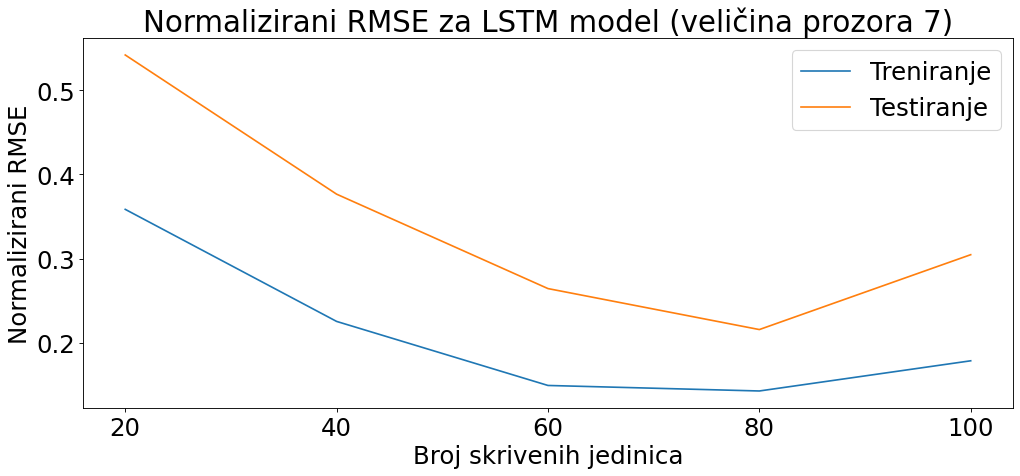 Normalizirani RMSE za LSTM model (veličina prozora 7)
Treniranje
Testiranje
Normalizirani RMSE
0.5
0.4
0.3
0.2
20 40 60 80 100
Broj skrivenih jedinica